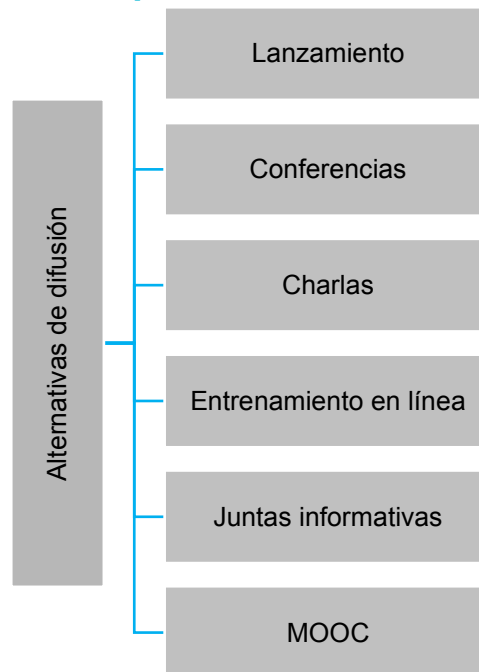 Alternativas de difusión
Lanzamiento
Conferencias
Charlas
Entrenamiento en línea
Juntas informativas
MOOC